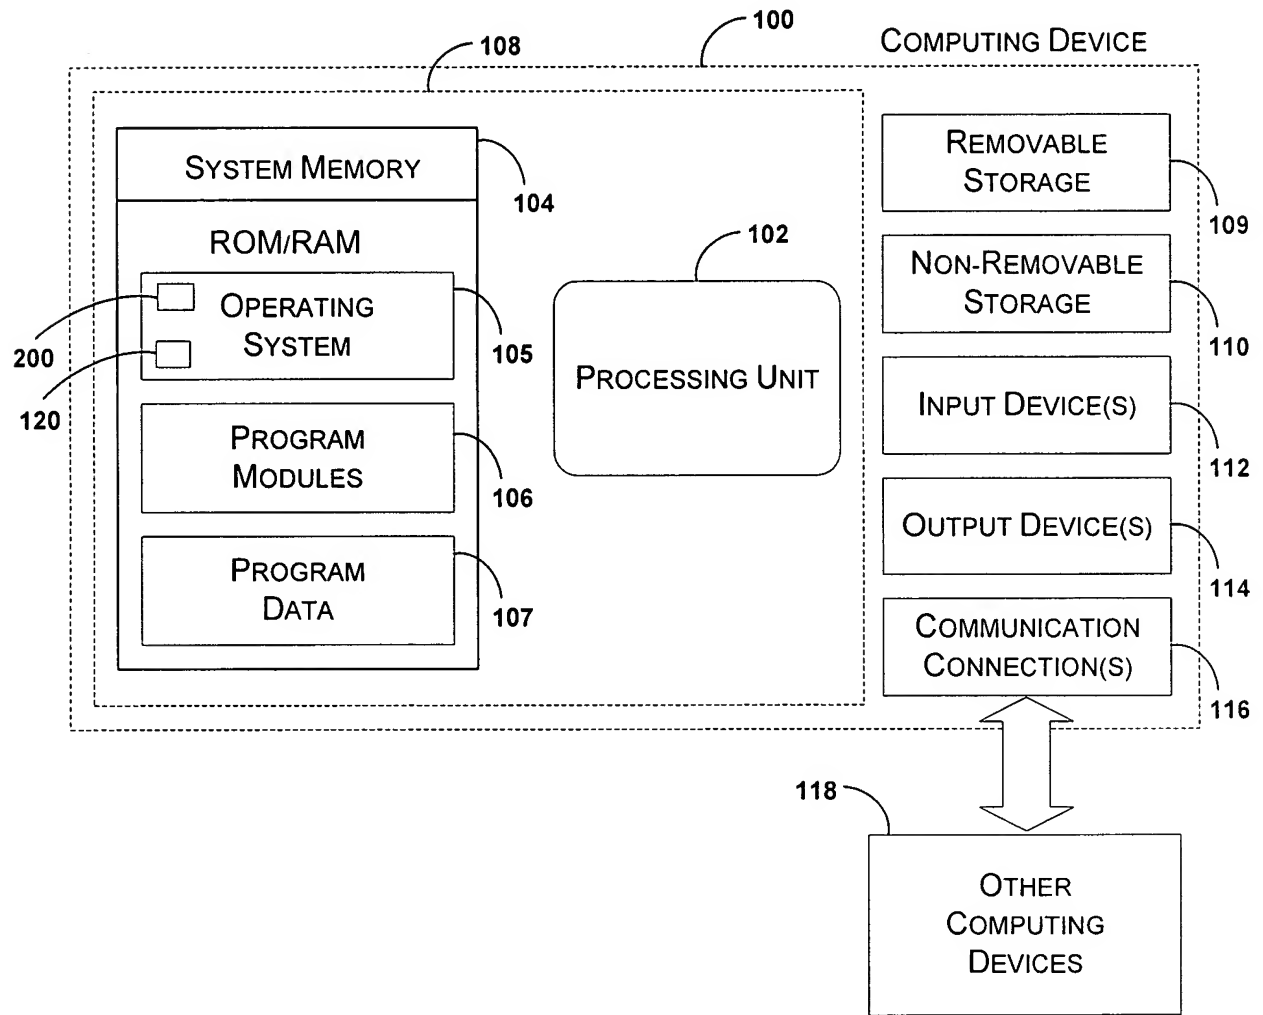 100
COMPUTING DEVICE
108
SYSTEM MEMORY
104
ROM/RAM
200
OPERATING
SYSTEM
105
120
PROGRAM
MODULES
106
PROGRAM
DATA
107
102
PROCESSING UNIT
REMOVABLE
STORAGE
109
NON-REMOVABLE
STORAGE
110
INPUT DEVICE(S)
112
OUTPUT DEVICE(S)
114
COMMUNICATION
CONNECTION(S)
116
118
OTHER
COMPUTING
DEVICES